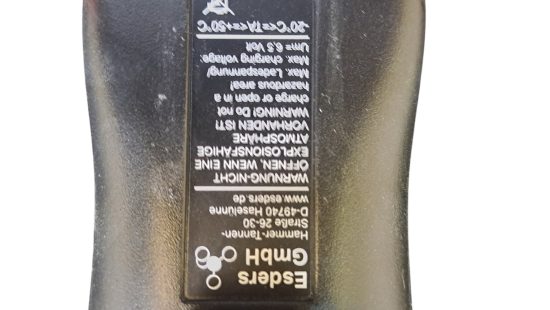 Esders
GmbH
Hammer-Tannen-
Straße 26-30
D-49740 Haselünne
www.esders.de
WARNUNG-NICHT
ÖFFNEN, WENN EINE
EXPLOSIONSFÄHIGE
ATMOSPHÄRE
VORHANDEN IST!
WARNING! Do not
charge or open in a
hazardous area!
Max. Ladespannung/
Max. charging voltage:
Um= 6,5 Volt
-20°C<=TA<=+50°C